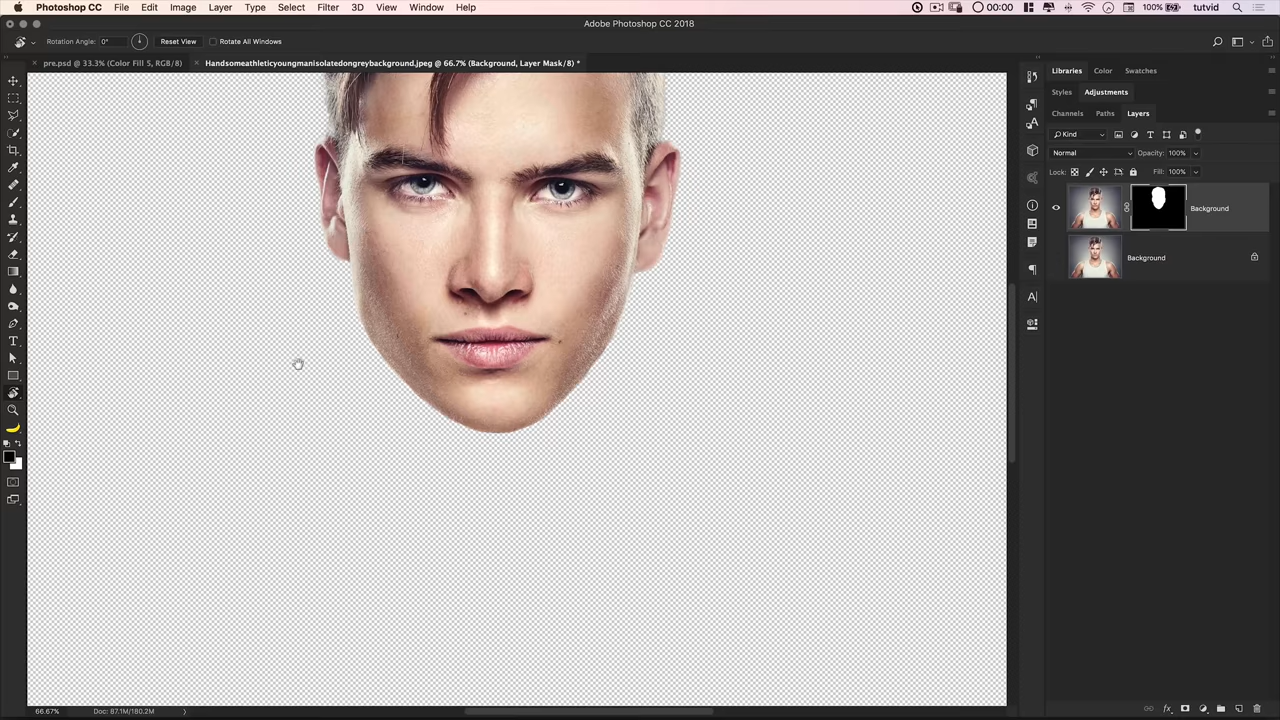 Photoshop CC File Edit Image Layer Type Select Filter 3D View Window Help 00:00 100% tutvid
Adobe Photoshop CC 2018
Rotation Angle: 0° Reset View Rotate All Windows
pre.psd @ 33.3% (Color Fill 5, RGB/8) Handsomeathleticyoungmanisolatedongreybackground.jpeg @ 66.7% (Background, Layer Mask/8) *
Libraries Color Swatches
Styles Adjustments
Channels Paths Layers
Kind
Normal Opacity: 100%
Lock: Fill: 100%
Background
Background
66.67% Doc: 87.1M/180.2M